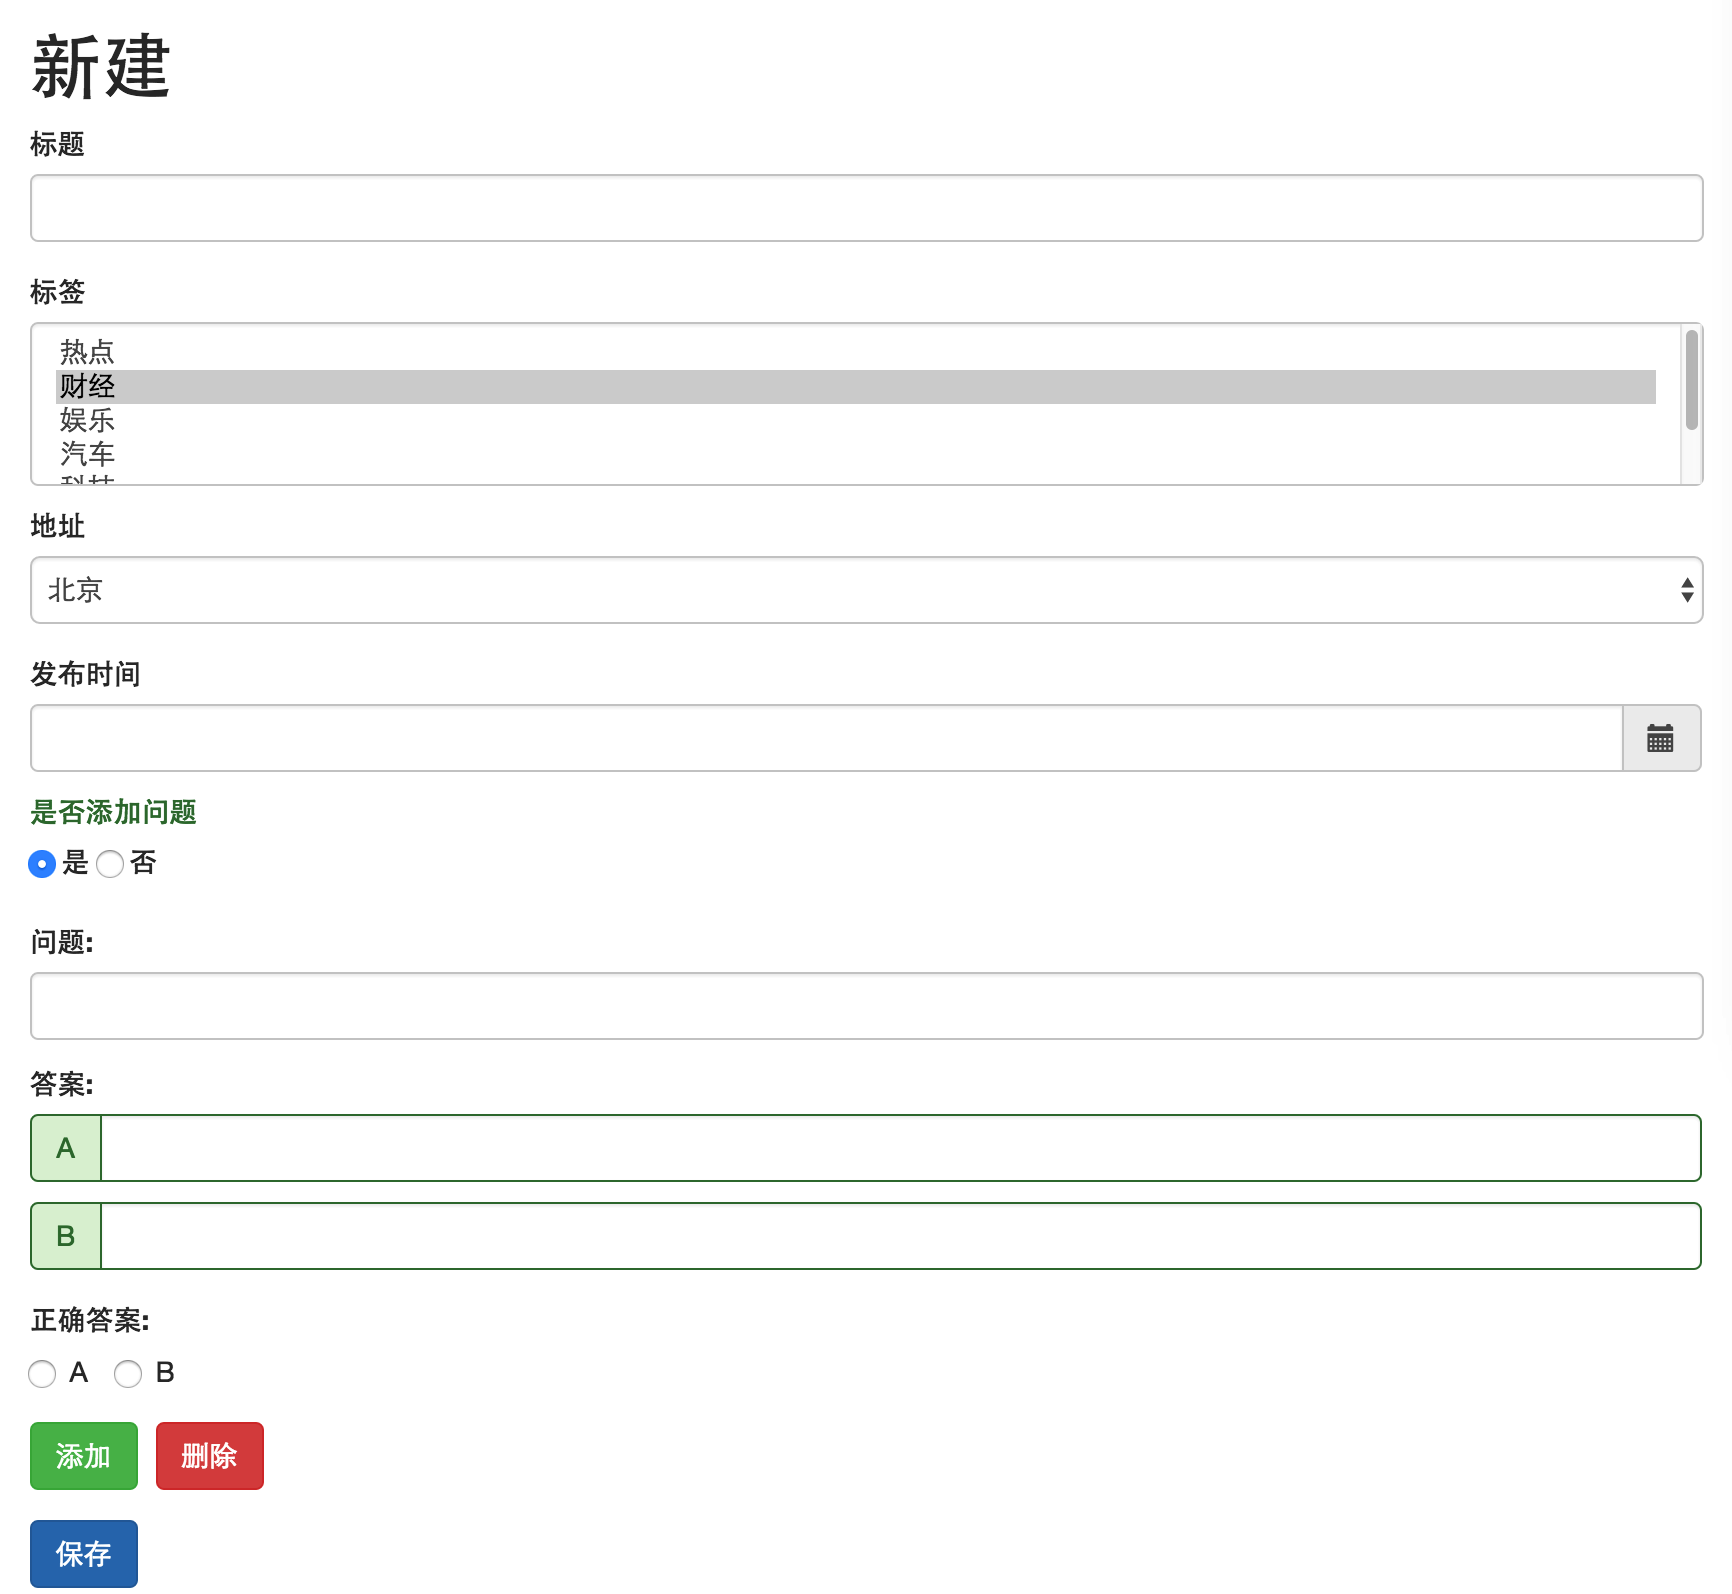 新建
标题
标签
热点
财经
娱乐
汽车
科技
地址
北京
发布时间
是否添加问题
是 否
问题:
答案:
A
B
正确答案:
A B
添加 删除
保存